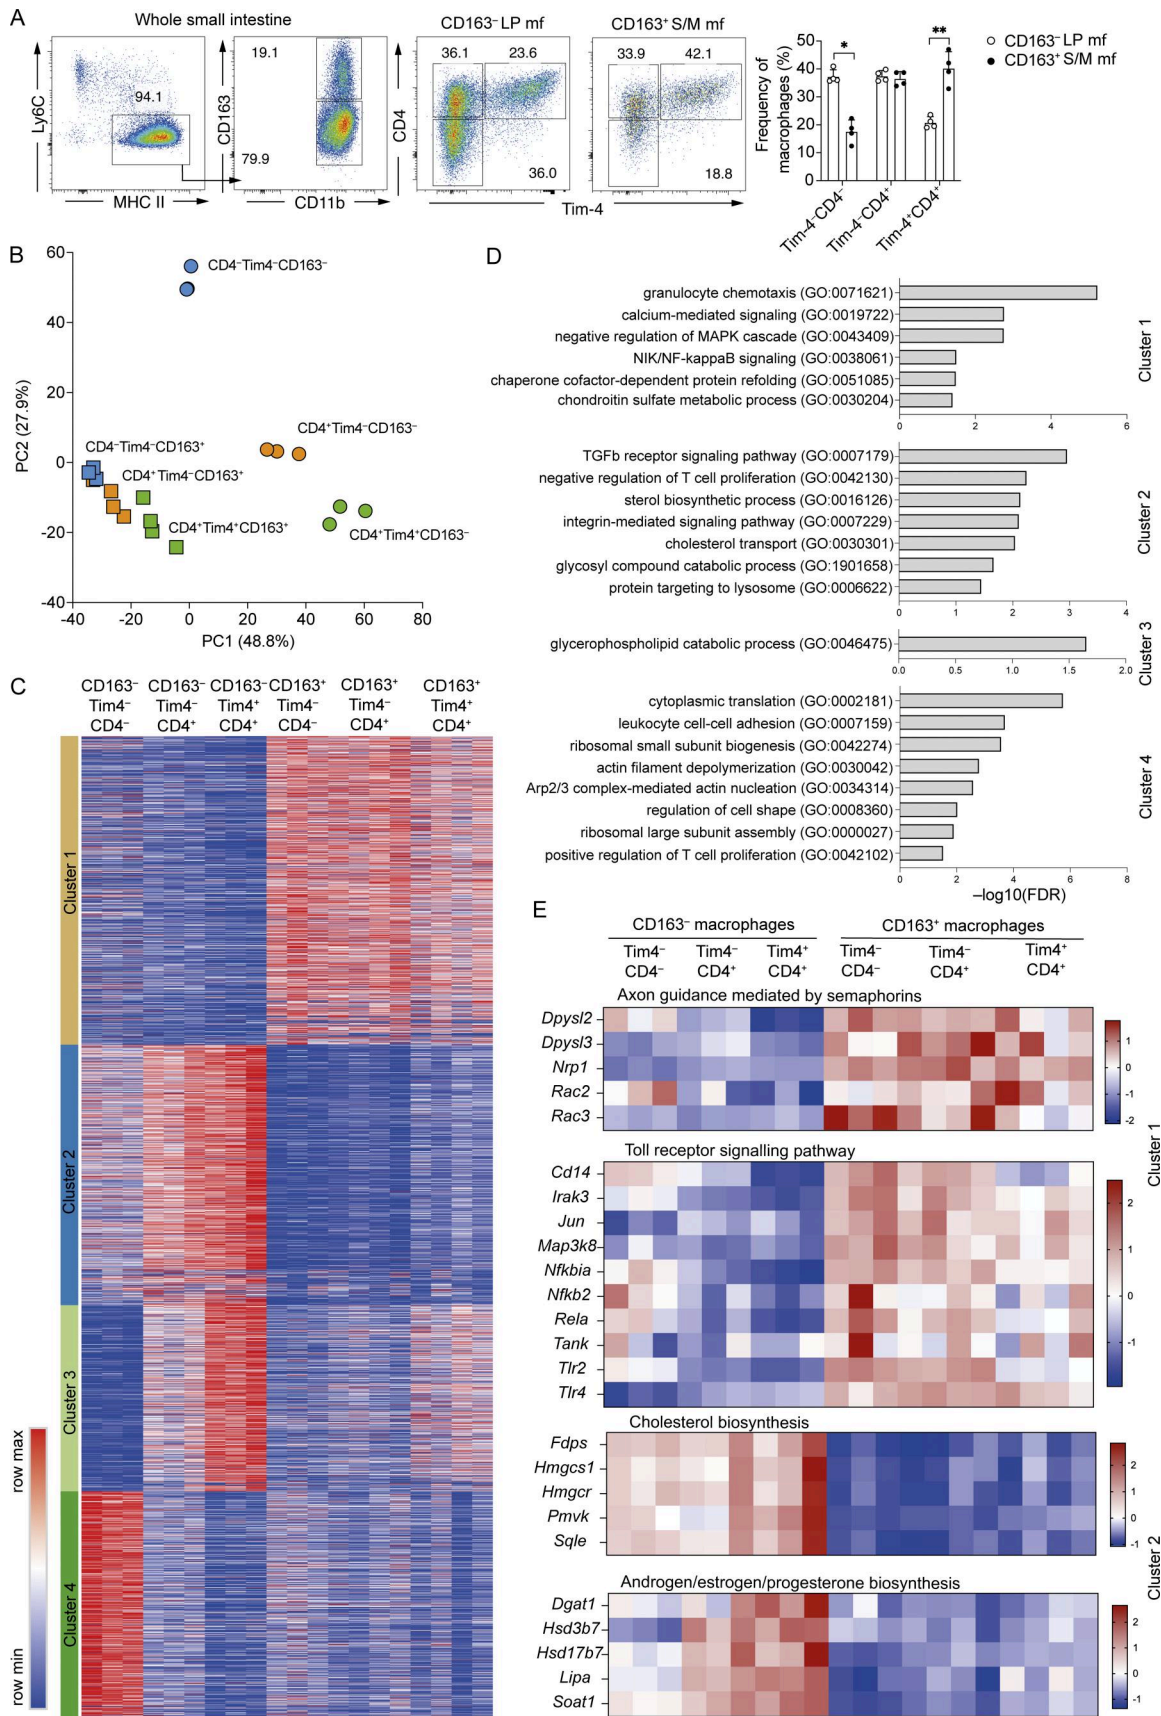 A
Whole small intestine
CD163⁻ LP mf
CD163⁺ S/M mf
Ly6C
94.1
MHC II
CD163
19.1
79.9
CD11b
CD4
36.1
23.6
36.0
33.9
42.1
18.8
Tim-4
Frequency of
macrophages (%)
50
40
30
20
10
0
*
**
CD163⁻ LP mf
CD163⁺ S/M mf
Tim-4⁻CD4⁻
Tim-4⁻CD4⁺
Tim-4⁺CD4⁺
B
PC2 (27.9%)
60
40
20
0
-20
-40
CD4⁻Tim4⁻CD163⁻
CD4⁺Tim4⁻CD163⁻
CD4⁻Tim4⁻CD163⁺
CD4⁺Tim4⁻CD163⁺
CD4⁺Tim4⁺CD163⁺
CD4⁺Tim4⁺CD163⁻
-40 -20 0 20 40 60 80
PC1 (48.8%)
D
granulocyte chemotaxis (GO:0071621)
calcium-mediated signaling (GO:0019722)
negative regulation of MAPK cascade (GO:0043409)
NIK/NF-kappaB signaling (GO:0038061)
chaperone cofactor-dependent protein refolding (GO:0051085)
chondroitin sulfate metabolic process (GO:0030204)
0 2 4 6
Cluster 1
TGFb receptor signaling pathway (GO:0007179)
negative regulation of T cell proliferation (GO:0042130)
sterol biosynthetic process (GO:0016126)
integrin-mediated signaling pathway (GO:0007229)
cholesterol transport (GO:0030301)
glycosyl compound catabolic process (GO:1901658)
protein targeting to lysosome (GO:0006622)
0 1 2 3 4
Cluster 2
glycerophospholipid catabolic process (GO:0046475)
0 0.5 1.0 1.5 2.0
Cluster 3
cytoplasmic translation (GO:0002181)
leukocyte cell-cell adhesion (GO:0007159)
ribosomal small subunit biogenesis (GO:0042274)
actin filament depolymerization (GO:0030042)
Arp2/3 complex-mediated actin nucleation (GO:0034314)
regulation of cell shape (GO:0008360)
ribosomal large subunit assembly (GO:0000027)
positive regulation of T cell proliferation (GO:0042102)
0 2 4 6 8
–log10(FDR)
Cluster 4
C
CD163⁻ CD163⁻ CD163⁻ CD163⁺ CD163⁺ CD163⁺
Tim4⁻ Tim4⁻ Tim4⁺ Tim4⁻ Tim4⁻ Tim4⁺
CD4⁻ CD4⁺ CD4⁺ CD4⁻ CD4⁺ CD4⁺
Cluster 1
Cluster 2
Cluster 3
Cluster 4
row max
row min
E
CD163⁻ macrophages
CD163⁺ macrophages
Tim4⁻ Tim4⁻ Tim4⁺ Tim4⁻ Tim4⁻ Tim4⁺
CD4⁻ CD4⁺ CD4⁺ CD4⁻ CD4⁺ CD4⁺
Axon guidance mediated by semaphorins
Dpysl2
Dpysl3
Nrp1
Rac2
Rac3
1
0
-1
-2
Toll receptor signalling pathway
Cd14
Irak3
Jun
Map3k8
Nfkbia
Nfkb2
Rela
Tank
Tlr2
Tlr4
2
1
0
-1
Cluster 1
Cholesterol biosynthesis
Fdps
Hmgcs1
Hmgcr
Pmvk
Sqle
2
1
0
-1
Androgen/estrogen/progesterone biosynthesis
Dgat1
Hsd3b7
Hsd17b7
Lipa
Soat1
2
1
0
-1
Cluster 2